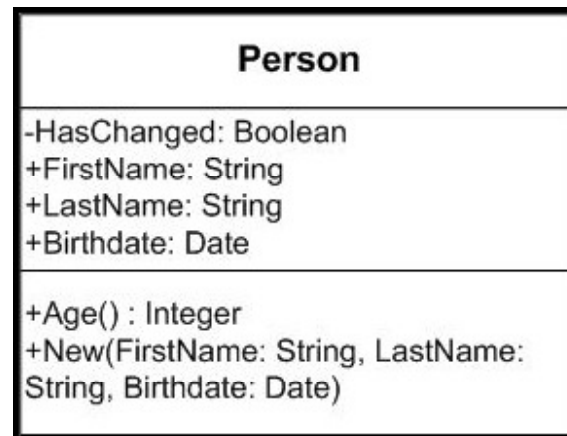 Person
-HasChanged: Boolean
+FirstName: String
+LastName: String
+Birthdate: Date
+Age() : Integer
+New(FirstName: String, LastName:
String, Birthdate: Date)